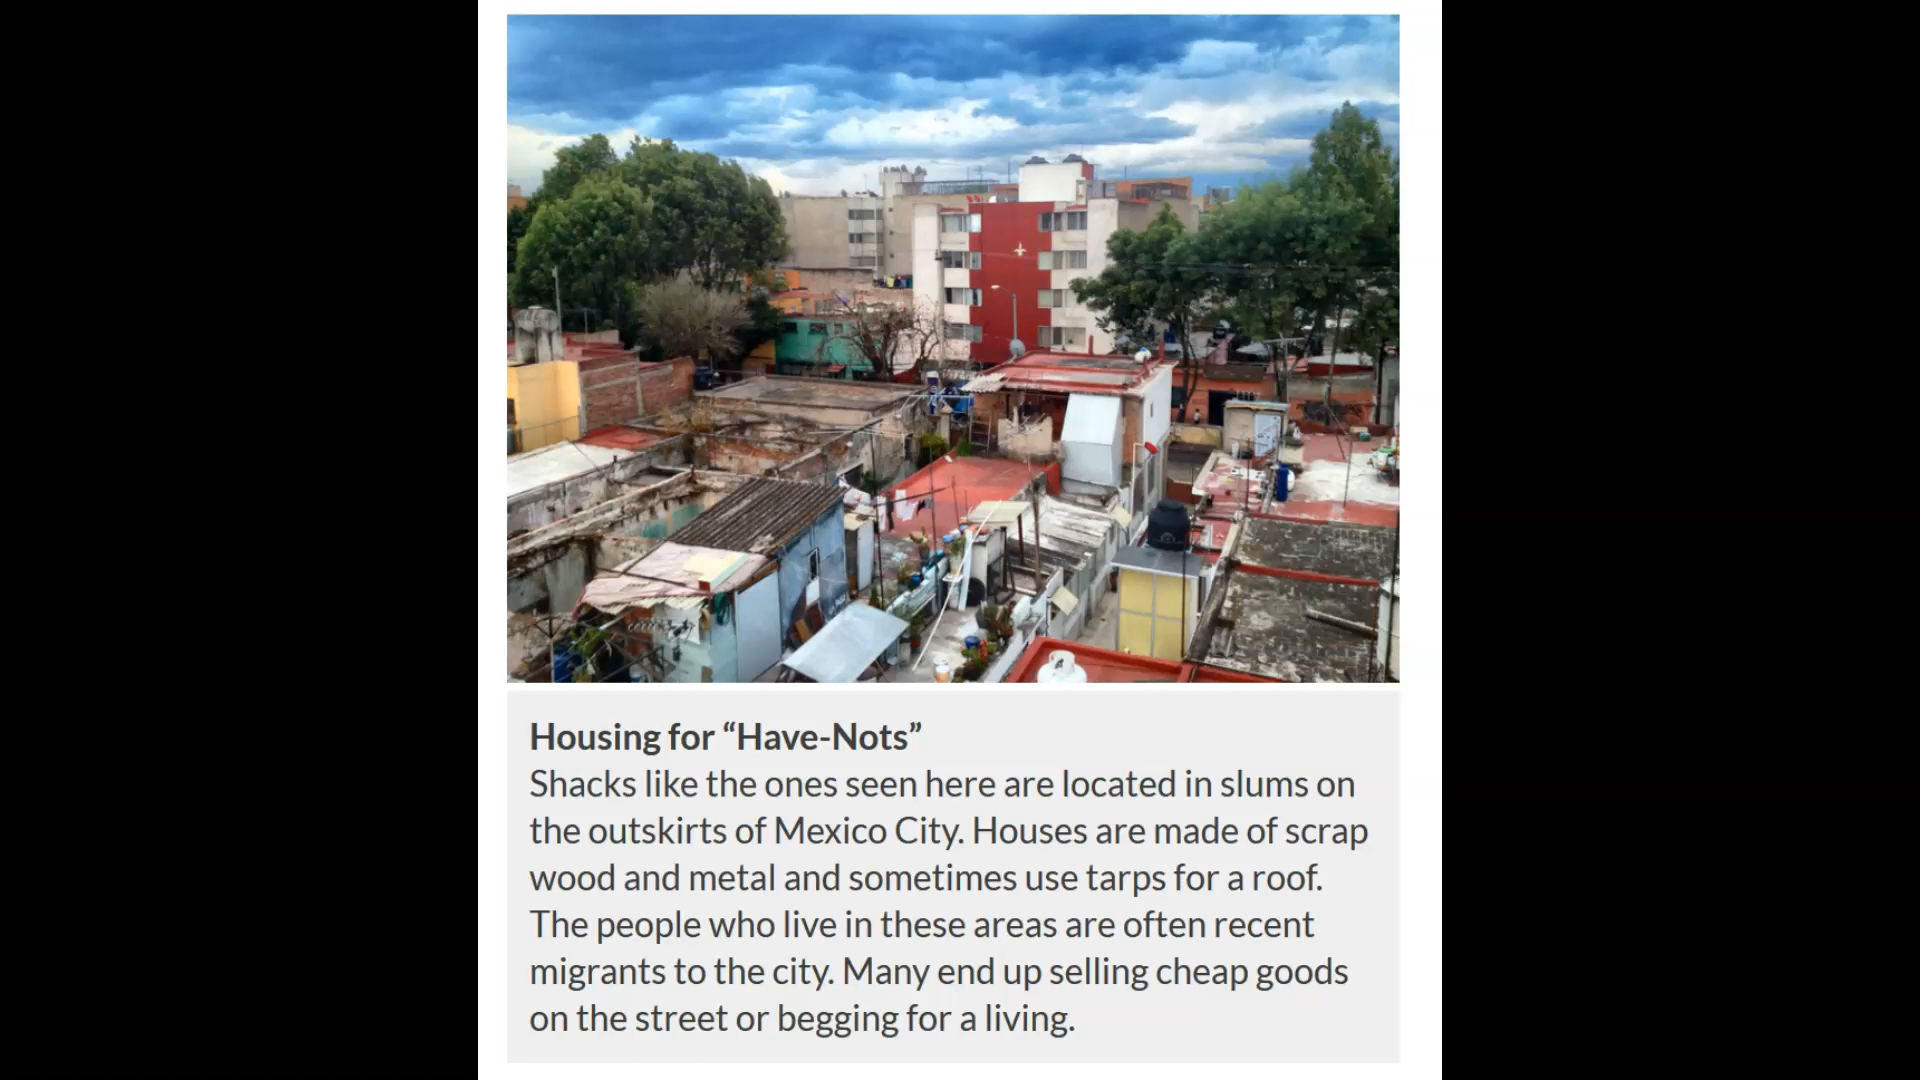 Housing for “Have-Nots”
Shacks like the ones seen here are located in slums on
the outskirts of Mexico City. Houses are made of scrap
wood and metal and sometimes use tarps for a roof.
The people who live in these areas are often recent
migrants to the city. Many end up selling cheap goods
on the street or begging for a living.